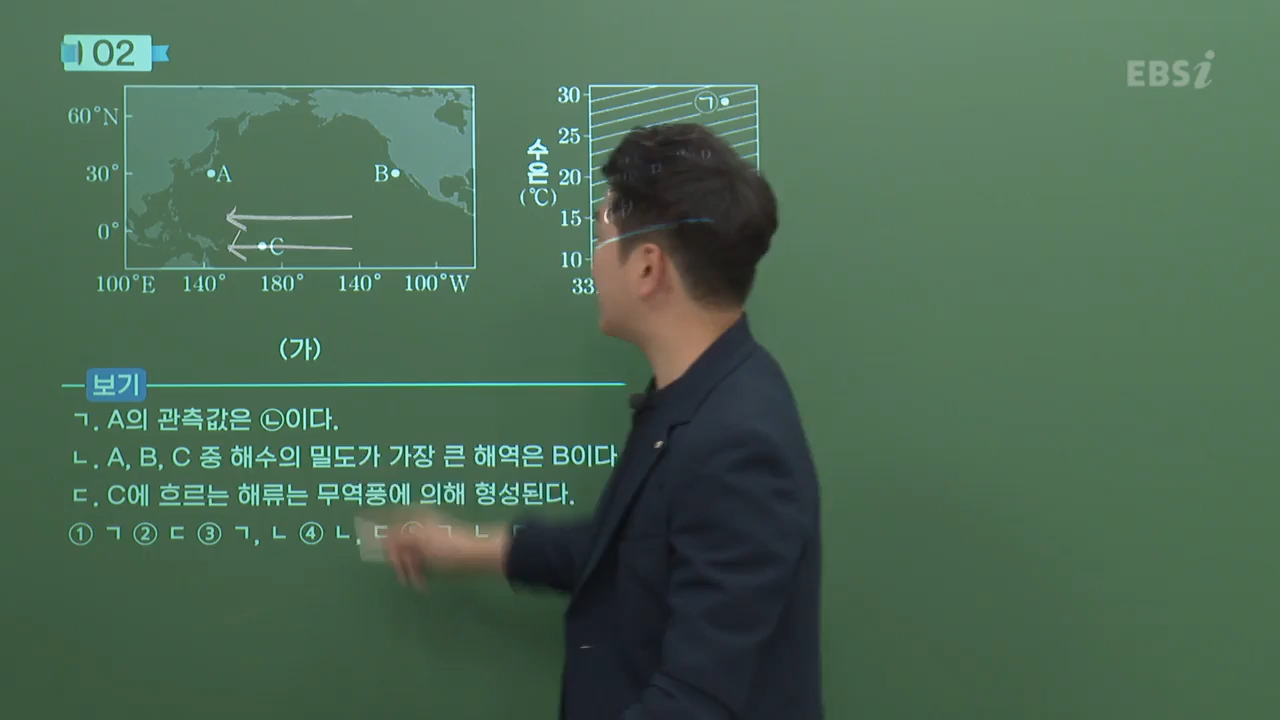 02
EBSi
60°N
30°
0°
100°E 140° 180° 140° 100°W
A
B
C
(가)
수온
(℃)
30
25
20
15
10
33
㉠
보기
ㄱ. A의 관측값은 ㉡이다.
ㄴ. A, B, C 중 해수의 밀도가 가장 큰 해역은 B이다
ㄷ. C에 흐르는 해류는 무역풍에 의해 형성된다.
① ㄱ ② ㄷ ③ ㄱ, ㄴ ④ ㄴ, ㄷ ⑤ ㄱ, ㄴ,